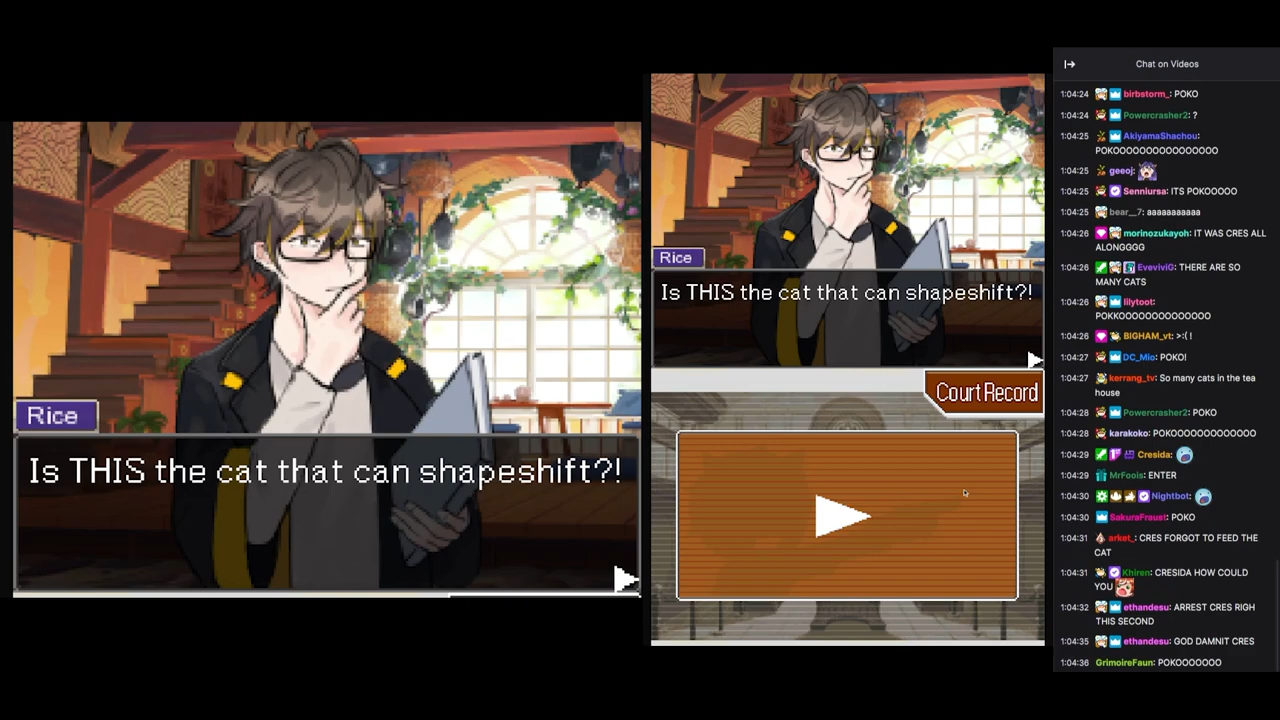 Rice
Is THIS the cat that can shapeshift?!
Rice
Is THIS the cat that can shapeshift?!
Court Record
Chat on Videos
1:04:24 birbstorm_: POKO
1:04:24 Powercrasher2: ?
1:04:25 AkiyamaShachou:
POKOOOOOOOOOOOOOOOO
1:04:25 geeoj:
1:04:25 Senniursa: ITS POKOOOOO
1:04:25 bear__7: aaaaaaaaaaa
1:04:26 morinozukayoh: IT WAS CRES ALL
ALONGGGG
1:04:26 EveviviG: THERE ARE SO
MANY CATS
1:04:26 lilytoot:
POKKOOOOOOOOOOOOO
1:04:26 BIGHAM_vt: >:( !
1:04:27 DC_Mio: POKO!
1:04:27 kerrang_tv: So many cats in the tea
house
1:04:28 Powercrasher2: POKO
1:04:28 karakoko: POKOOOOOOOOOOOOO
1:04:29 Cresida:
1:04:29 MrFoois: ENTER
1:04:30 Nightbot:
1:04:30 SakuraFraust: POKO
1:04:31 arket_: CRES FORGOT TO FEED THE
CAT
1:04:31 Khiren: CRESIDA HOW COULD
YOU
1:04:32 ethandesu: ARREST CRES RIGH
THIS SECOND
1:04:35 ethandesu: GOD DAMNIT CRES
1:04:36 GrimoireFaun: POKOOOOOOO